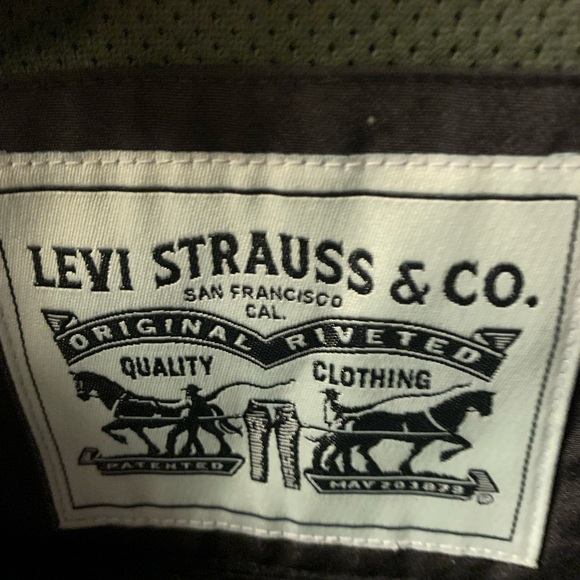 LEVI STRAUSS & CO.
SAN FRANCISCO
CAL.
ORIGINAL RIVETED
QUALITY CLOTHING
PATENTED MAY 20 1873